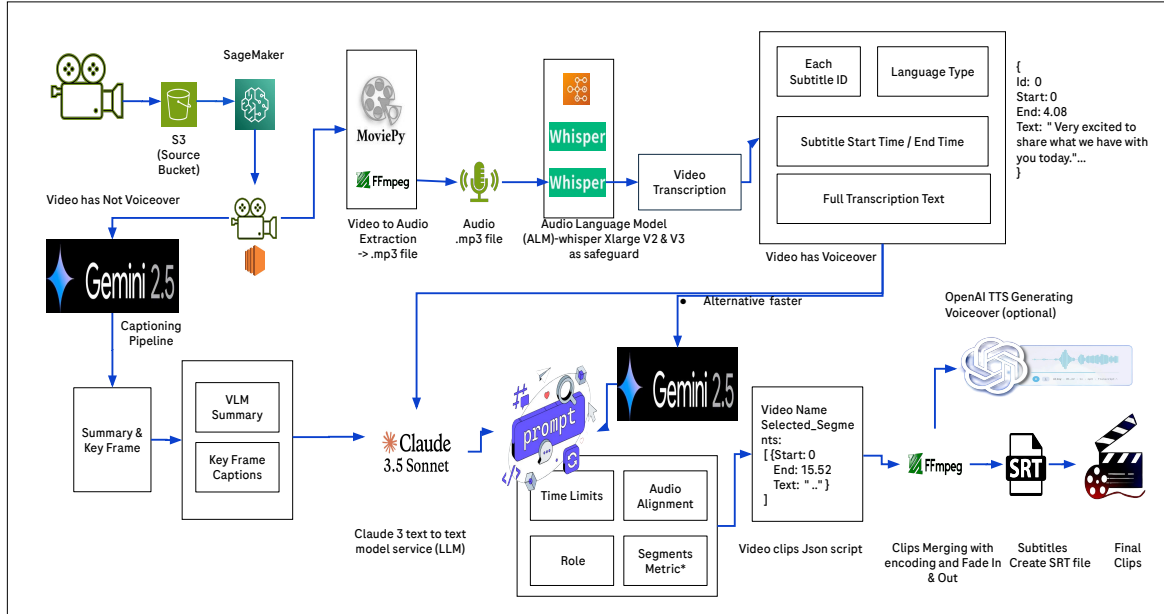 SageMaker
S3
(Source
Bucket)
Video has Not Voiceover
MoviePy
FFmpeg
Video to Audio
Extraction
-> .mp3 file
Audio
.mp3 file
Whisper
Whisper
Audio Language Model
(ALM)-whisper Xlarge V2 & V3
as safeguard
Video
Transcription
Each
Subtitle ID
Language Type
Subtitle Start Time / End Time
Full Transcription Text
Video has Voiceover
{
Id: 0
Start: 0
End: 4.08
Text: " Very excited to
share what we have with
you today."...
}
Gemini 2.5
Captioning
Pipeline
Summary &
Key Frame
VLM
Summary
Key Frame
Captions
Claude
3.5 Sonnet
Claude 3 text to text
model service (LLM)
• Alternative faster
Gemini 2.5
prompt
Time Limits
Audio
Alignment
Role
Segments
Metric*
Video Name
Selected_Segme
nts:
[ {Start: 0
End: 15.52
Text: " .." }
]
Video clips Json script
OpenAI TTS Generating
Voiceover (optional)
FFmpeg
Clips Merging with
encoding and Fade In
& Out
SRT
Subtitles
Create SRT file
Final
Clips